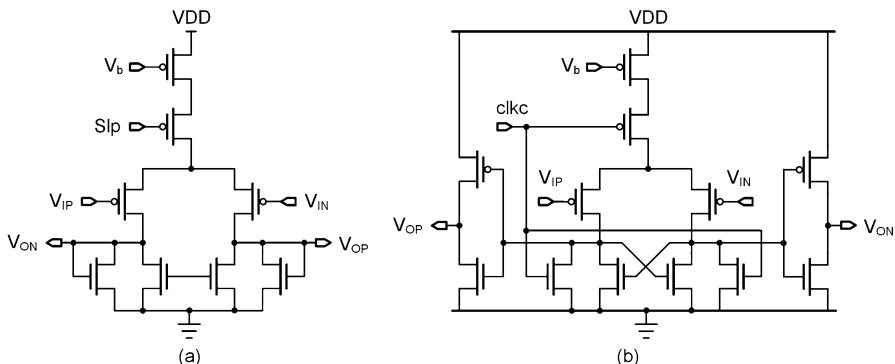 VDD
V_b
Slp
V_IP
V_IN
V_ON
V_OP
(a)
VDD
V_b
clkc
V_IP
V_IN
V_OP
V_ON
(b)